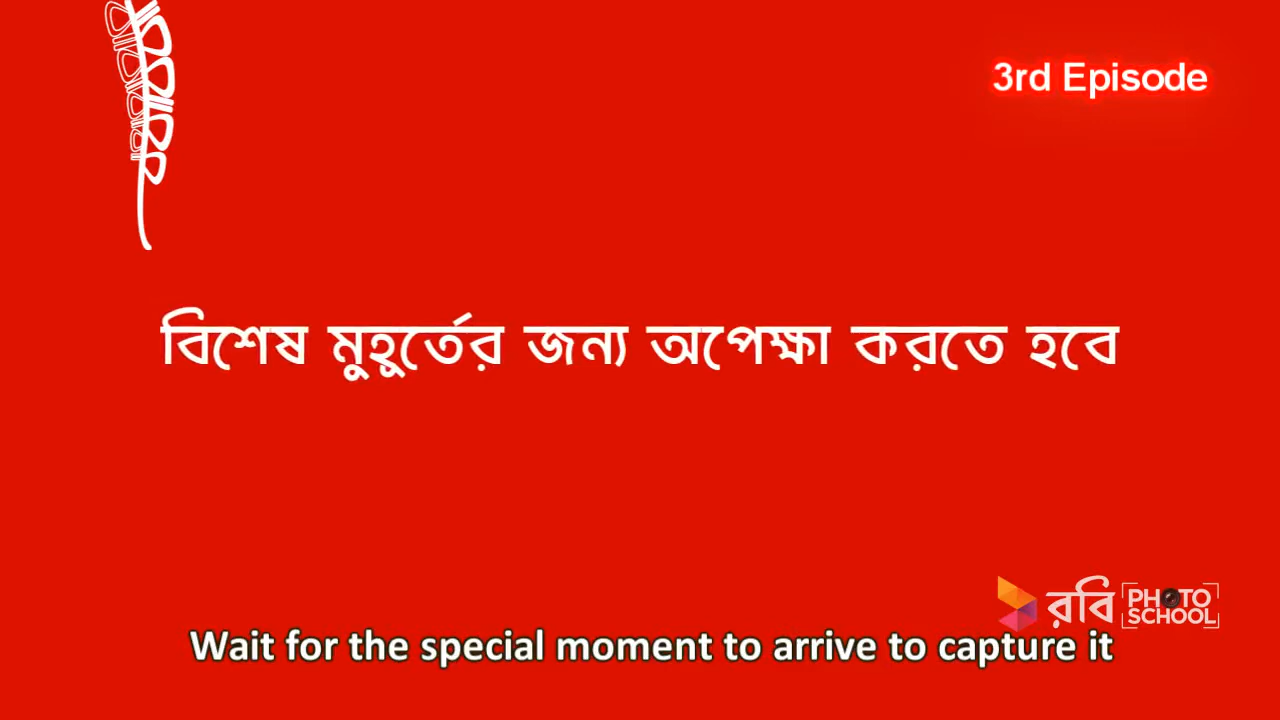 3rd Episode
বিশেষ মুহুর্তের জন্য অপেক্ষা করতে হবে
রবি PHOTO SCHOOL
Wait for the special moment to arrive to capture it